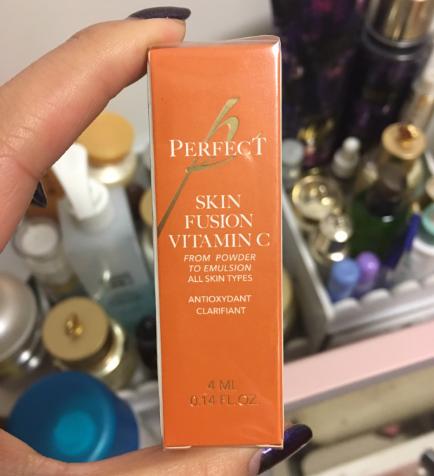 PERFECT
SKIN
FUSION
VITAMIN C
FROM POWDER
TO EMULSION
ALL SKIN TYPES
ANTIOXYDANT
CLARIFIANT
4 ML
0.14 FL.OZ.